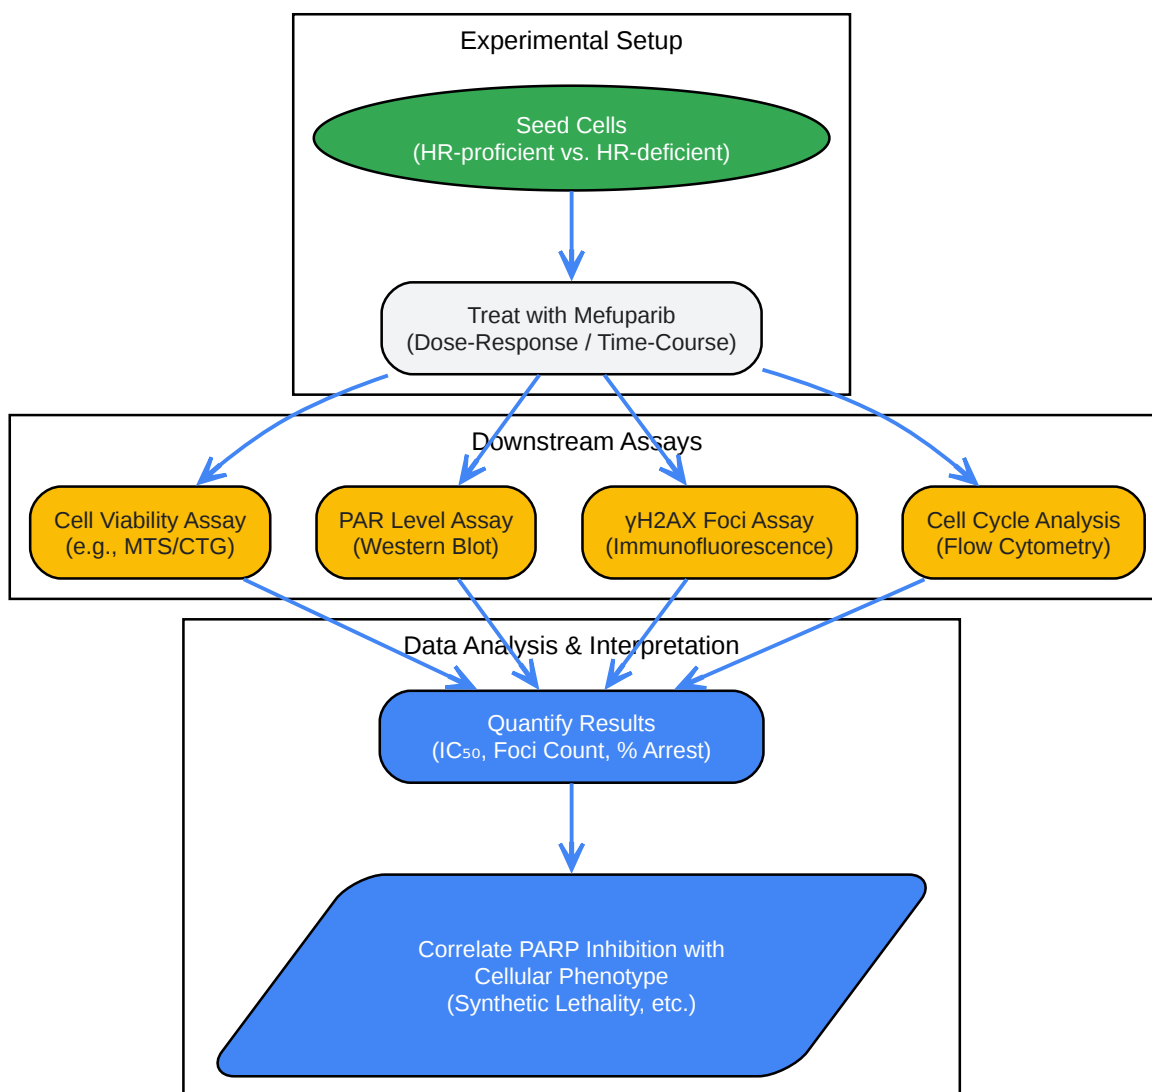 Experimental Setup
Seed Cells
(HR-proficient vs. HR-deficient)
Treat with Mefuparib
(Dose-Response / Time-Course)
Downstream Assays
Cell Viability Assay
(e.g., MTS/CTG)
PAR Level Assay
(Western Blot)
γH2AX Foci Assay
(Immunofluorescence)
Cell Cycle Analysis
(Flow Cytometry)
Data Analysis & Interpretation
Quantify Results
(IC₅₀, Foci Count, % Arrest)
Correlate PARP Inhibition with
Cellular Phenotype
(Synthetic Lethality, etc.)